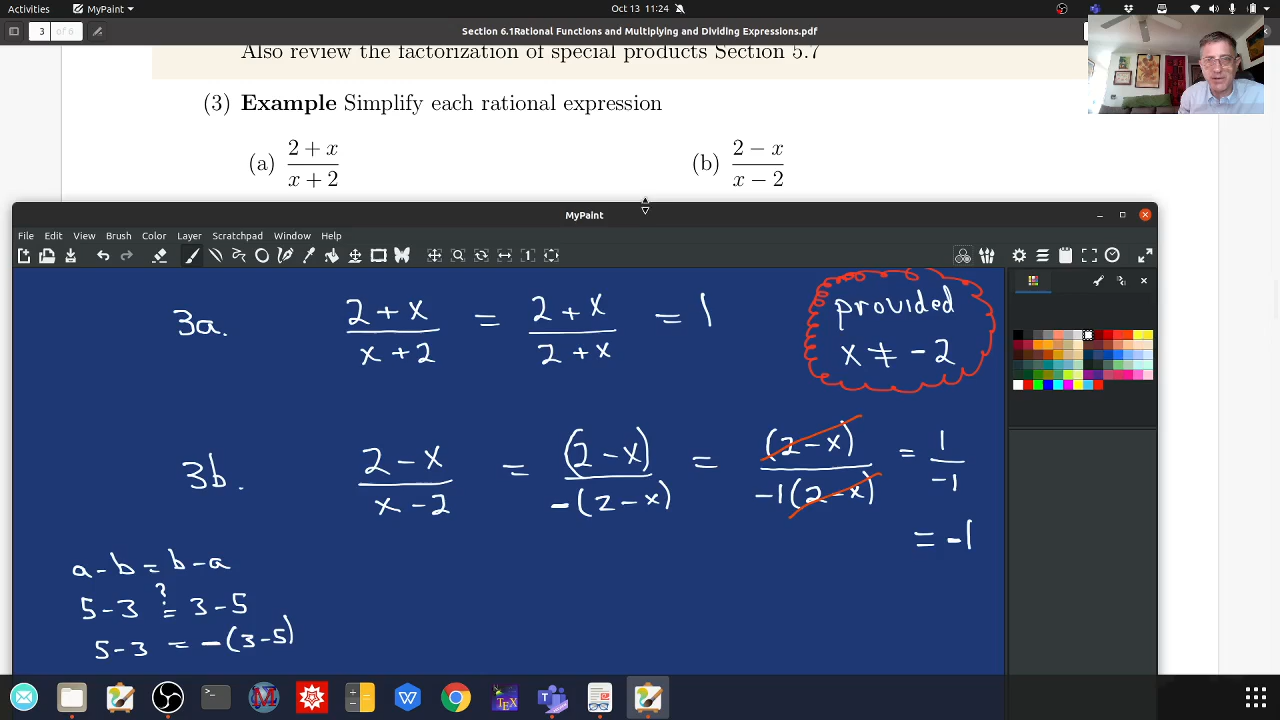 Activities MyPaint Oct 13 11:24
3 of 6 Section 6.1Rational Functions and Multiplying and Dividing Expressions.pdf
Also review the factorization of special products Section 5.7
(3) Example Simplify each rational expression
(a) 2 + x / x + 2 (b) 2 − x / x − 2
MyPaint
File Edit View Brush Color Layer Scratchpad Window Help
3a. 2 + x / x + 2 = 2 + x / 2 + x = 1
provided
x ≠ -2
3b. 2 - x / x - 2 = (2 - x) / -(2 - x) = (2 - x) / -1(2 - x) = 1 / -1
= -1
a - b = b - a
5 - 3 ≟ 3 - 5
5 - 3 = -(3 - 5)